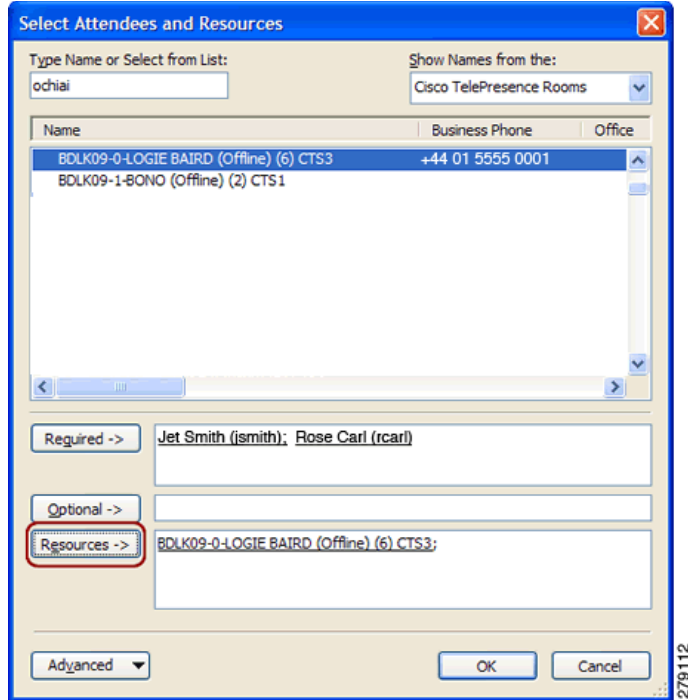 Select Attendees and Resources
Type Name or Select from List:
Show Names from the:
ochiai
Cisco TelePresence Rooms
Name Business Phone Office
BDLK09-0-LOGIE BAIRD (Offline) (6) CTS3 +44 01 5555 0001
BDLK09-1-BONO (Offline) (2) CTS1
Required -> Jet Smith (jsmith); Rose Carl (rcarl)
Optional ->
Resources -> BDLK09-0-LOGIE BAIRD (Offline) (6) CTS3;
Advanced OK Cancel
279112